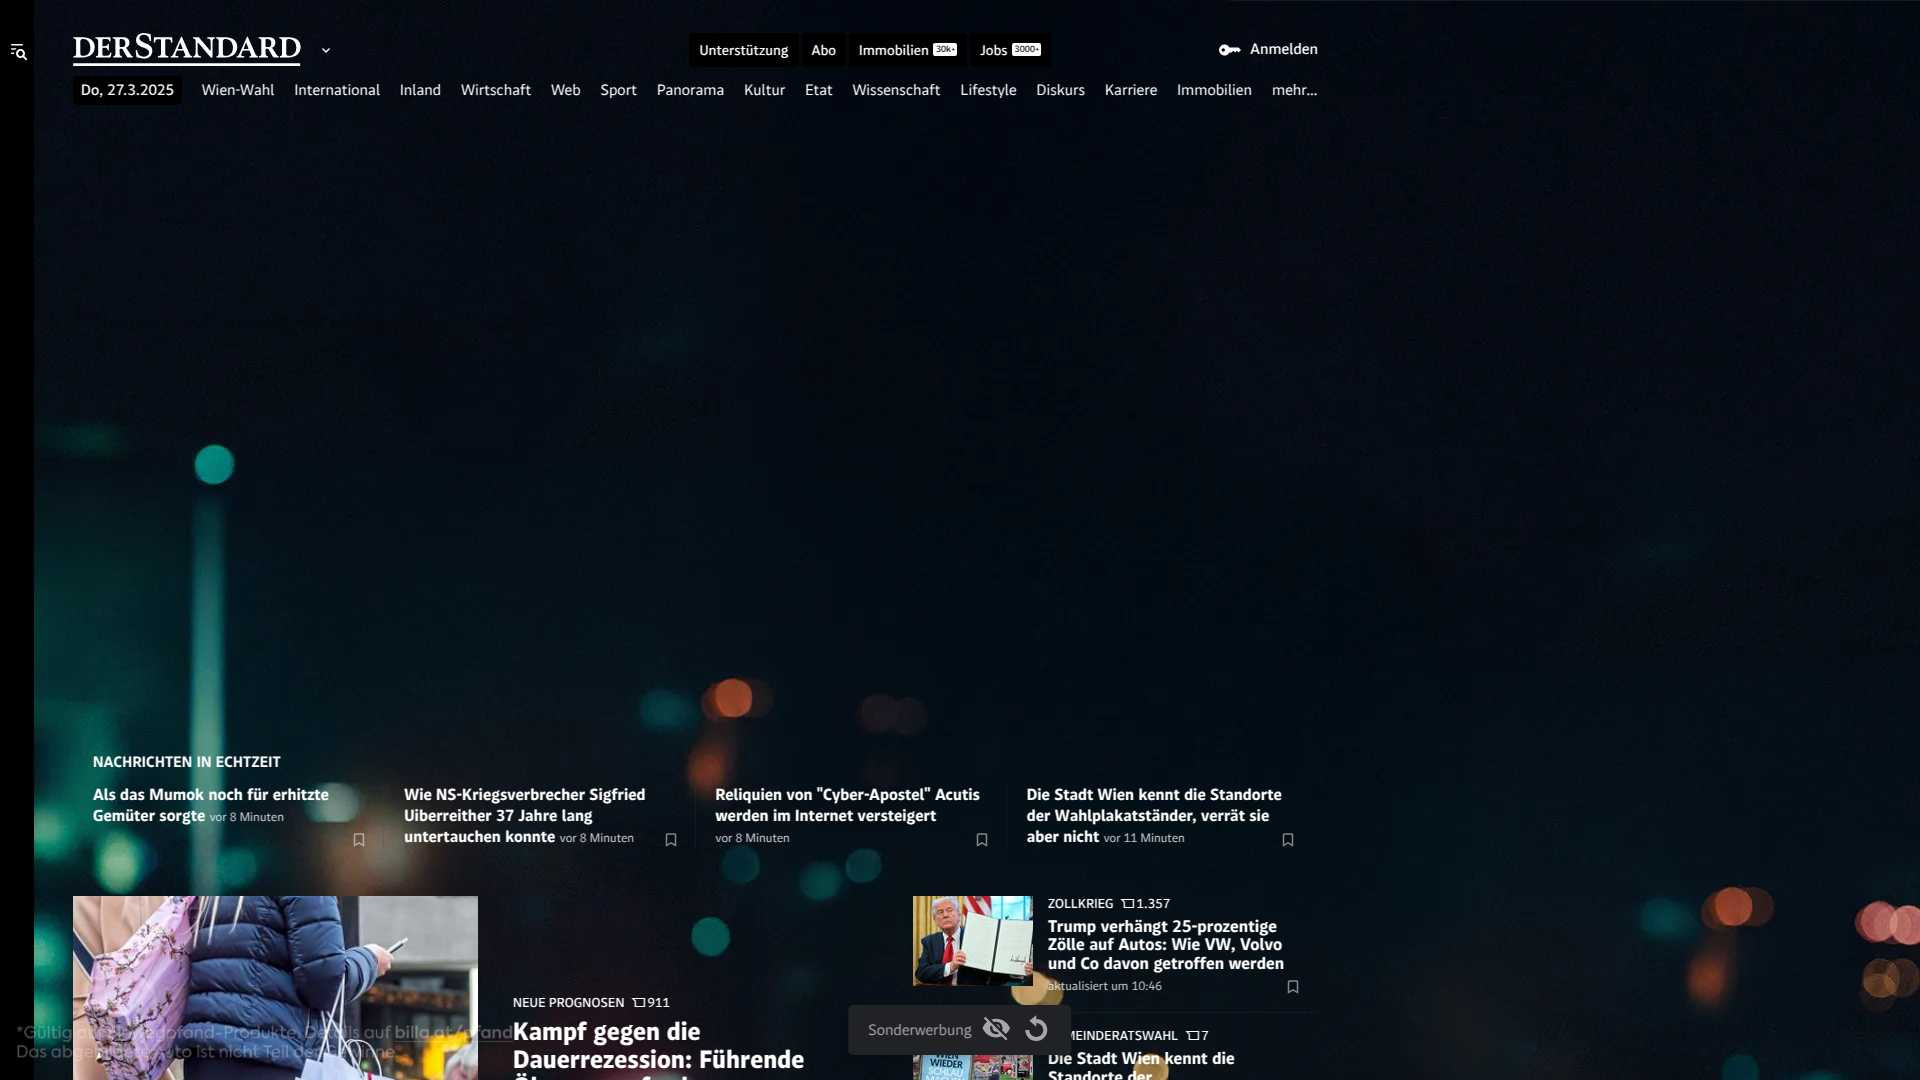 DERSTANDARD
Unterstützung
Abo
Immobilien 30k+
Jobs 3000+
Anmelden
Do, 27.3.2025
Wien-Wahl
International
Inland
Wirtschaft
Web
Sport
Panorama
Kultur
Etat
Wissenschaft
Lifestyle
Diskurs
Karriere
Immobilien
mehr...
NACHRICHTEN IN ECHTZEIT
Als das Mumok noch für erhitzte
Gemüter sorgte vor 8 Minuten
Wie NS-Kriegsverbrecher Sigfried
Uiberreither 37 Jahre lang
untertauchen konnte vor 8 Minuten
Reliquien von "Cyber-Apostel" Acutis
werden im Internet versteigert
vor 8 Minuten
Die Stadt Wien kennt die Standorte
der Wahlplakatständer, verrät sie
aber nicht vor 11 Minuten
NEUE PROGNOSEN 911
Kampf gegen die
Dauerrezession: Führende
ZOLLKRIEG 1.357
Trump verhängt 25-prozentige
Zölle auf Autos: Wie VW, Volvo
und Co davon getroffen werden
aktualisiert um 10:46
MEINDERATSWAHL 7
Die Stadt Wien kennt die
Standorte der
WIEN
WIEDER
SCHLAU
Sonderwerbung
*Gültig -Produkte. Details auf billa.at/pfand
Das ist nicht Teil der